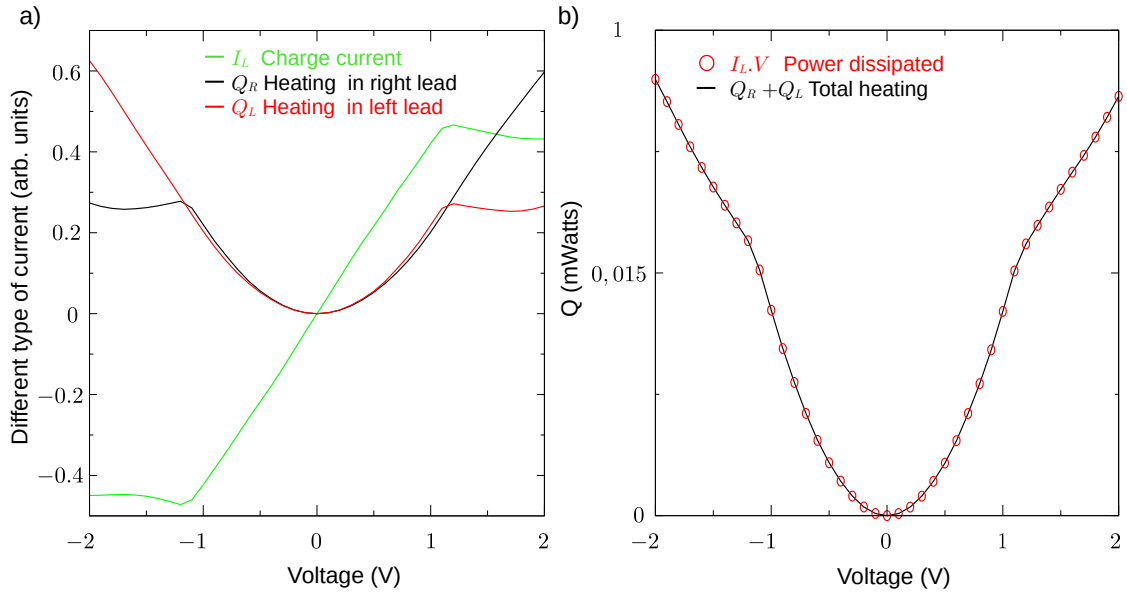 a)
Different type of current (arb. units)
0.6
0.4
0.2
0
−0.2
−0.4
I_L Charge current
Q_R Heating in right lead
Q_L Heating in left lead
−2 −1 0 1 2
Voltage (V)
b)
Q (mWatts)
1
0, 015
0
I_L.V Power dissipated
Q_R + Q_L Total heating
−2 −1 0 1 2
Voltage (V)